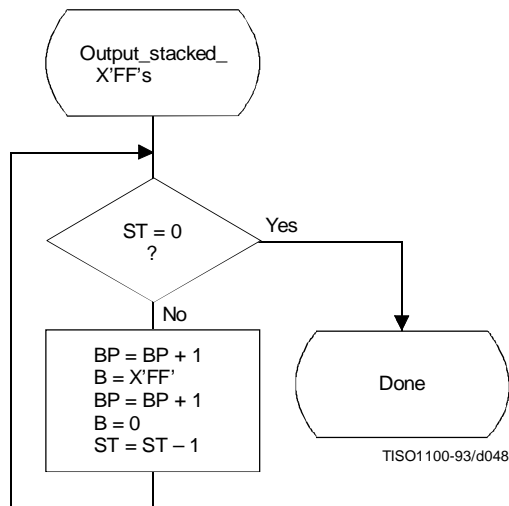 Output_stacked_
X'FF's
ST = 0
?
Yes
No
BP = BP + 1
B = X'FF'
BP = BP + 1
B = 0
ST = ST – 1
Done
TISO1100-93/d048